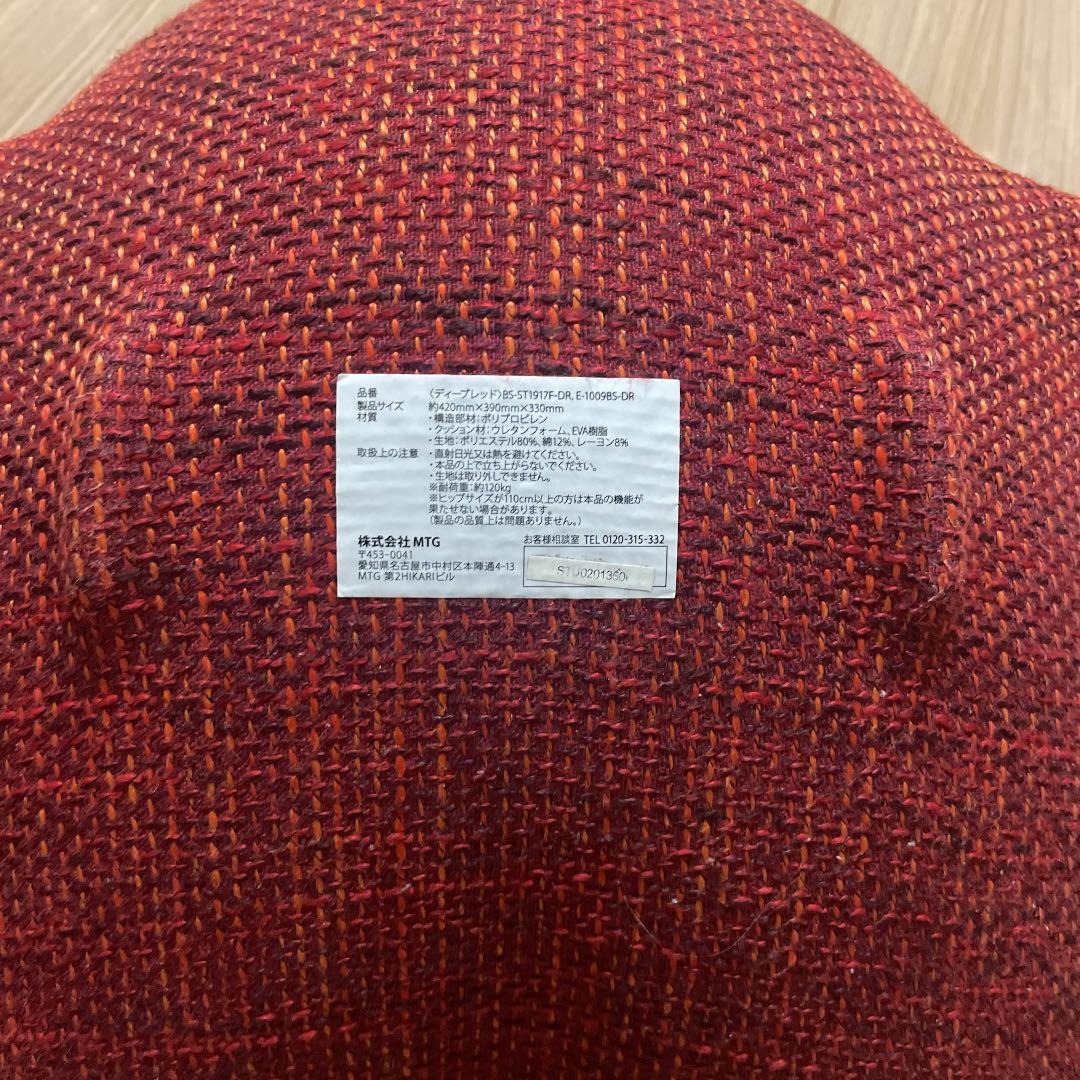 品番 〈ディープレッド〉BS-ST1917F-DR, E-1009BS-DR
製品サイズ 約420mm×390mm×330mm
材質 ・構造部材：ポリプロピレン
・クッション材：ウレタンフォーム、EVA樹脂
・生地：ポリエステル80%、綿12%、レーヨン8%
取扱上の注意 ・直射日光又は熱を避けてください。
・本品の上で立ち上がらないでください。
・生地は取り外しできません。
※耐荷重：約120kg
※ヒップサイズが110cm以上の方は本品の機能が
果たせない場合があります。
（製品の品質上は問題ありません。）
株式会社 MTG
お客様相談室 TEL 0120-315-332
〒453-0041
愛知県名古屋市中村区本陣通4-13
MTG 第2HIKARIビル